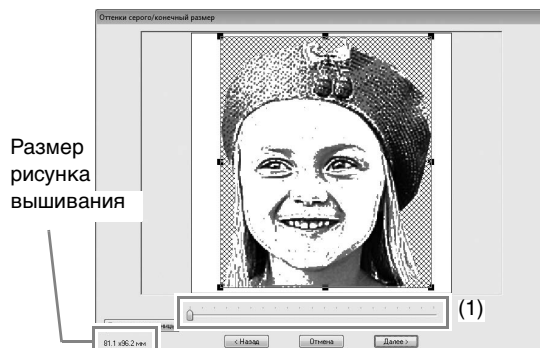 Оттенки серого/конечный размер
Размер
рисунка
вышивания
(1)
81.1 x96.2 мм
< Назад
Отмена
Далее >